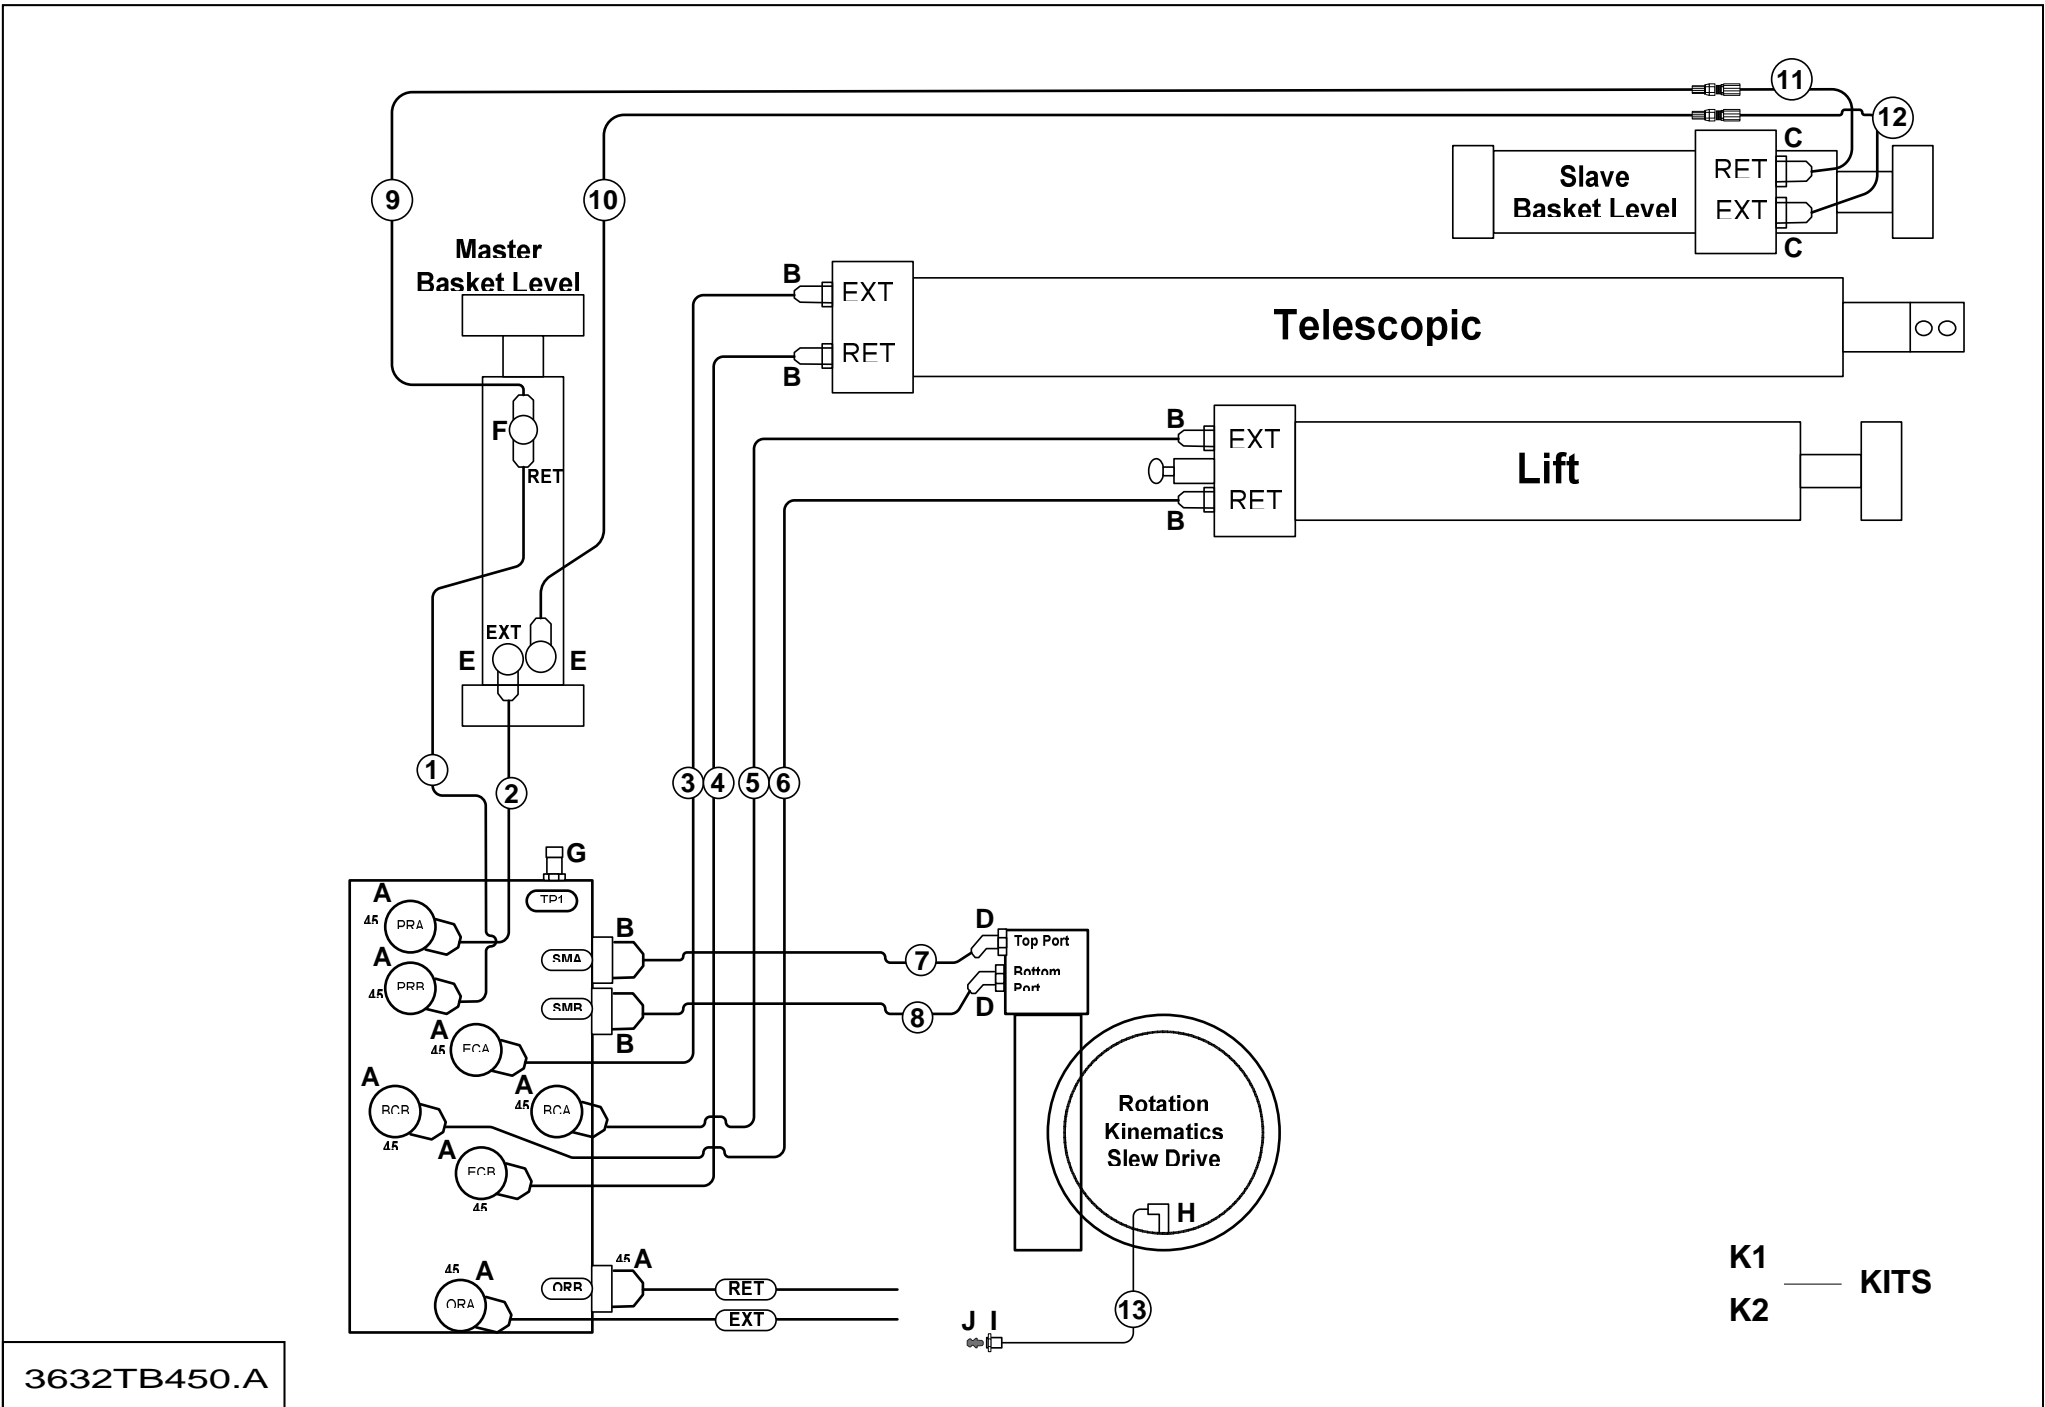 11
12
C
RET
Slave
Basket Level
EXT
C
9
10
Master
Basket Level
B
EXT
Telescopic
RET
B
F
RET
B
EXT
Lift
RET
B
EXT
E
E
1
2
3
4
5
6
G
A
TP1
45
PRA
B
SMA
A
45
PRB
SMB
B
A
45
ECA
A
BCB
45
A
45
BCA
A
ECB
45
D
Top Port
7
Bottom
Port
D
8
Rotation
Kinematics
Slew Drive
H
45
A
ORA
45
A
ORB
RET
EXT
13
J
I
K1
KITS
K2
3632TB450.A